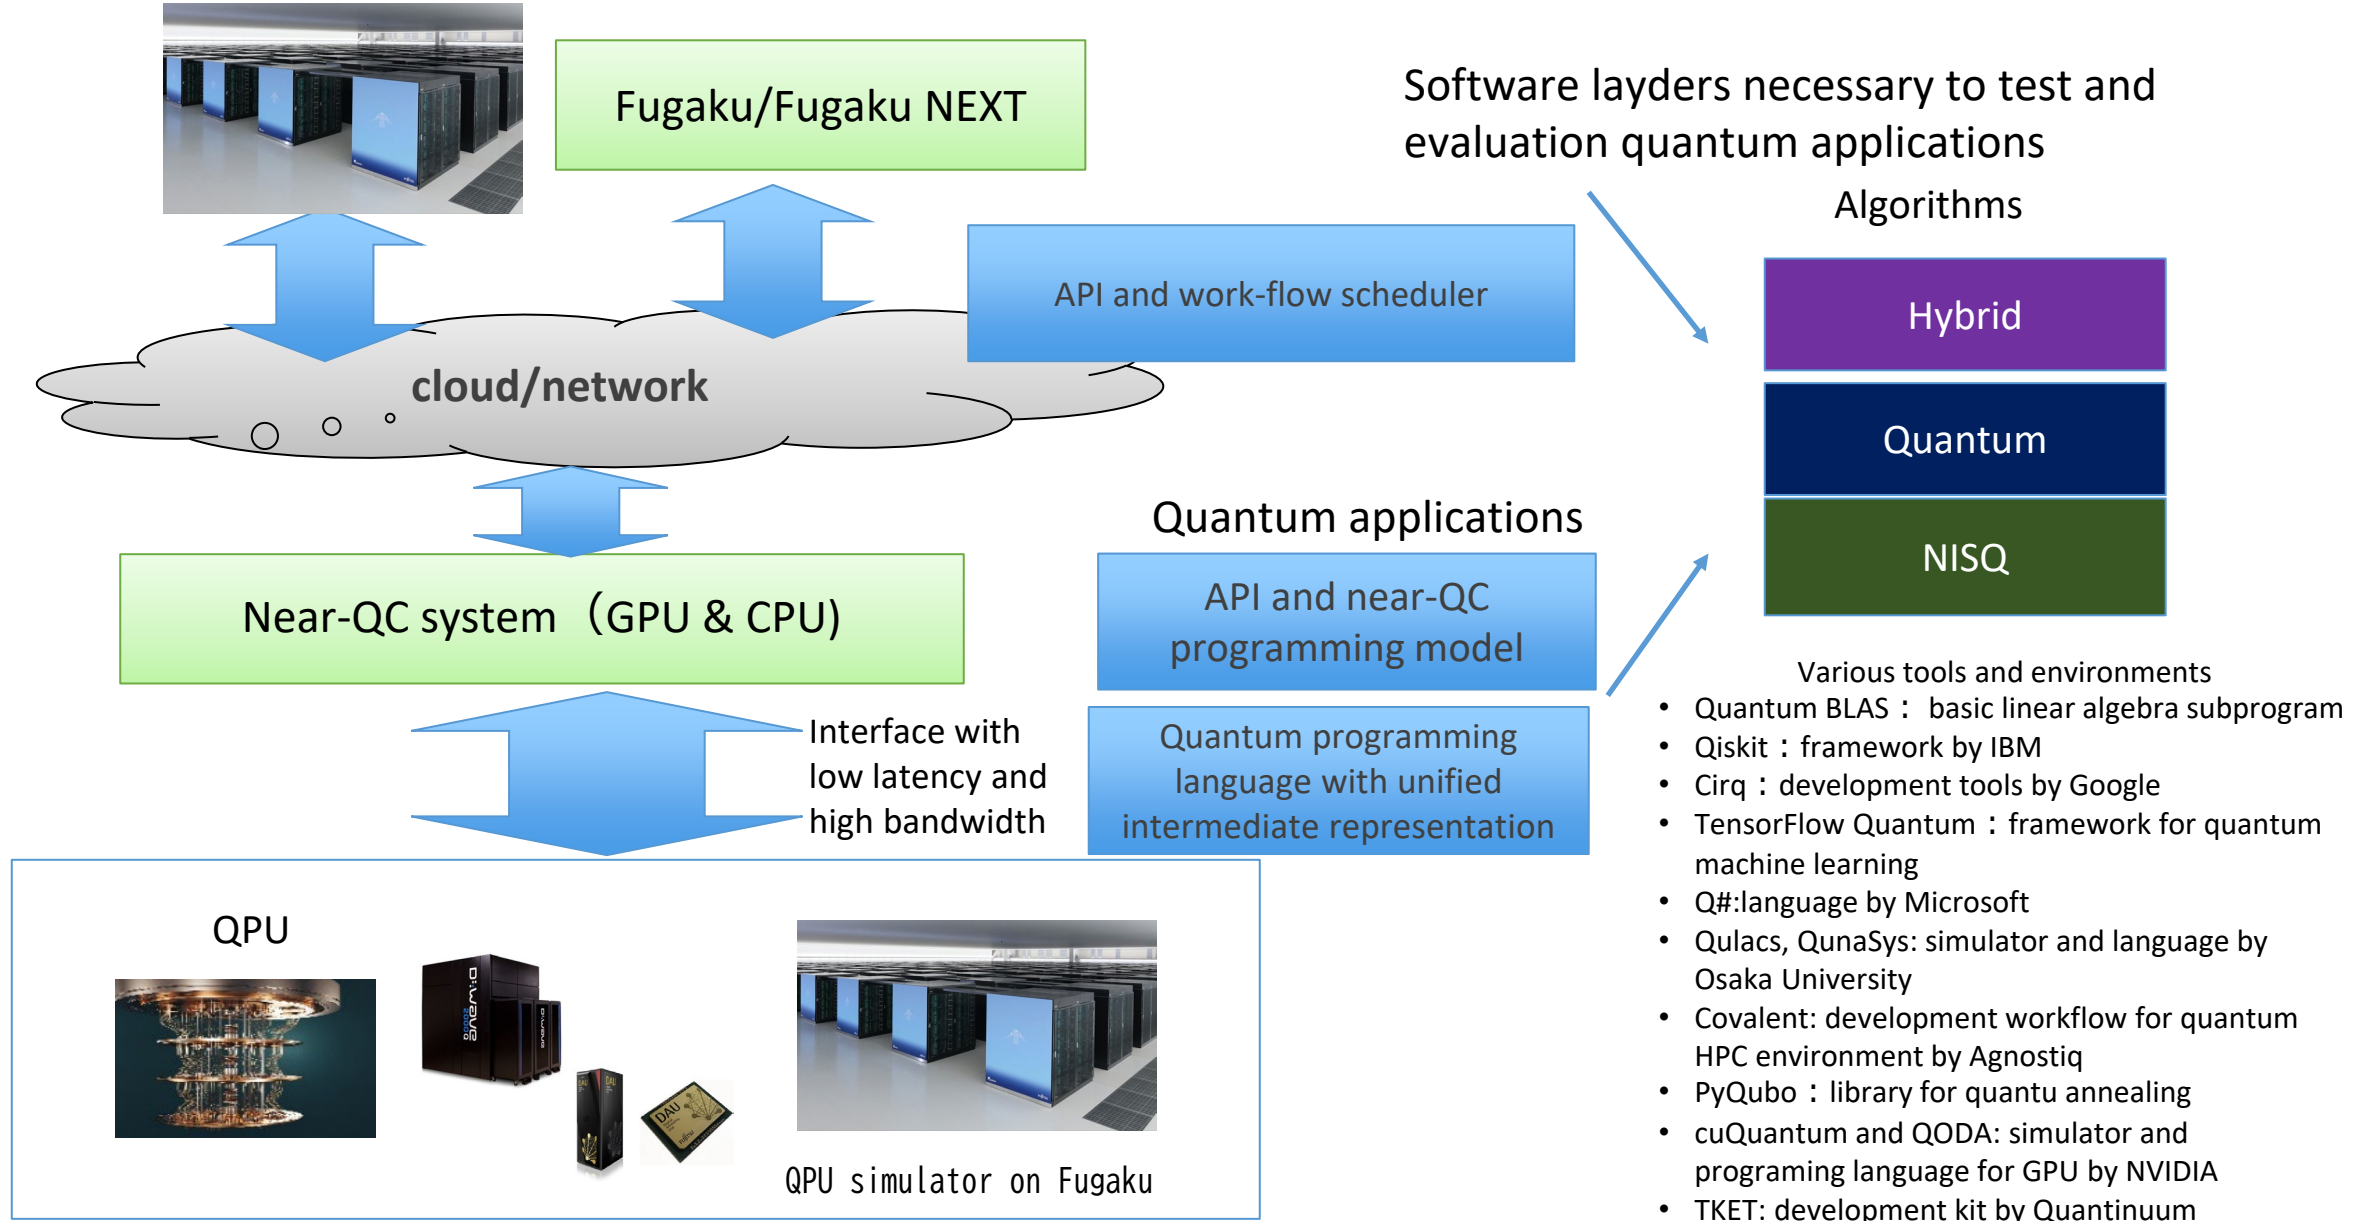 Fugaku/Fugaku NEXT
Software layders necessary to test and
evaluation quantum applications
Algorithms
API and work-flow scheduler
Hybrid
cloud/network
Quantum
Quantum applications
NISQ
Near-QC system（GPU & CPU)
API and near-QC
programming model
Interface with
low latency and
high bandwidth
Quantum programming
language with unified
intermediate representation
Various tools and environments
• Quantum BLAS： basic linear algebra subprogram
• Qiskit：framework by IBM
• Cirq：development tools by Google
• TensorFlow Quantum：framework for quantum
machine learning
• Q#:language by Microsoft
• Qulacs, QunaSys: simulator and language by
Osaka University
• Covalent: development workflow for quantum
HPC environment by Agnostiq
• PyQubo：library for quantu annealing
• cuQuantum and QODA: simulator and
programing language for GPU by NVIDIA
• TKET: development kit by Quantinuum
QPU
D:wave
2000Q
D:wave
DAU
DAU
QPU simulator on Fugaku